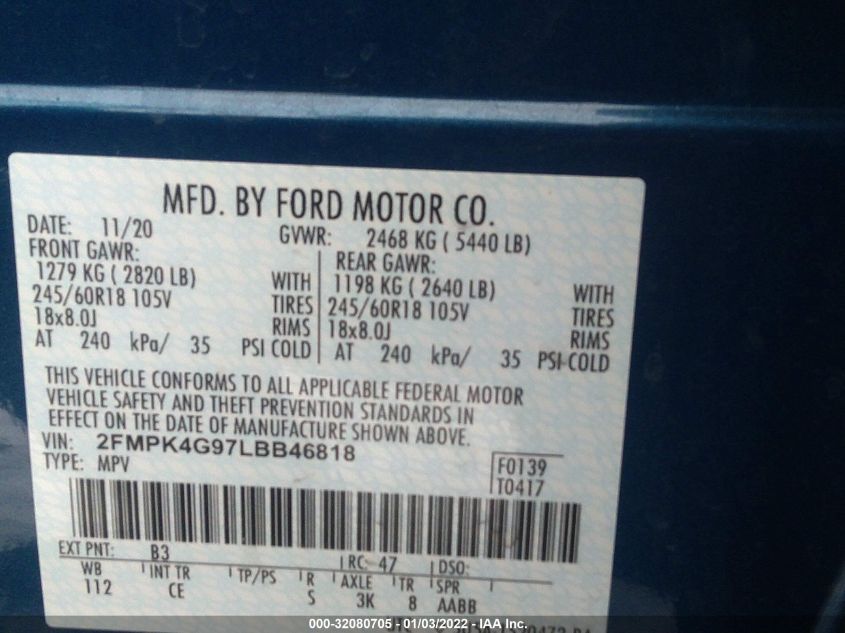 MFD. BY FORD MOTOR CO.
DATE: 11/20 GVWR: 2468 KG ( 5440 LB)
FRONT GAWR: REAR GAWR:
1279 KG ( 2820 LB) WITH 1198 KG ( 2640 LB) WITH
245/60R18 105V TIRES 245/60R18 105V TIRES
18x8.0J RIMS 18x8.0J RIMS
AT 240 kPa/ 35 PSI COLD AT 240 kPa/ 35 PSI COLD
THIS VEHICLE CONFORMS TO ALL APPLICABLE FEDERAL MOTOR
VEHICLE SAFETY AND THEFT PREVENTION STANDARDS IN
EFFECT ON THE DATE OF MANUFACTURE SHOWN ABOVE.
VIN: 2FMPK4G97LBB46818
TYPE: MPV F0139
T0417
EXT PNT: B3 RC: 47 DSO:
WB INT TR TP/PS R AXLE TR SPR
112 CE S 3K 8 AABB
000-32080705 - 01/03/2022 - IAA Inc.